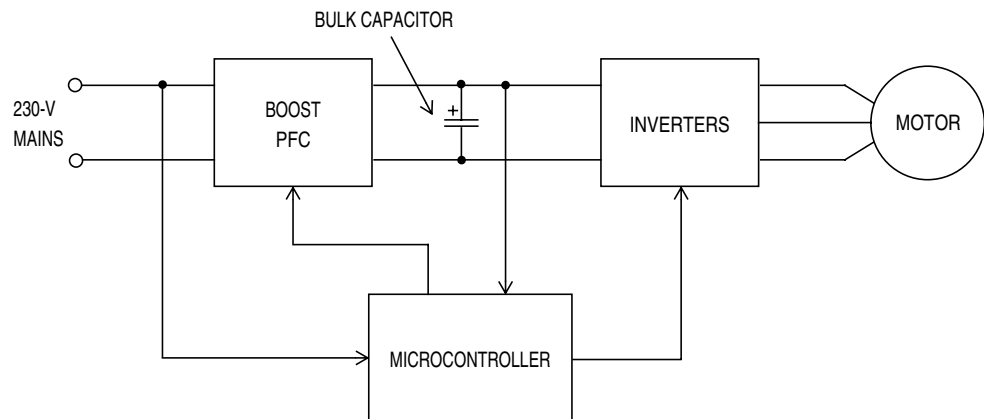 BULK CAPACITOR
230-V
MAINS
BOOST
PFC
+
INVERTERS
MOTOR
MICROCONTROLLER